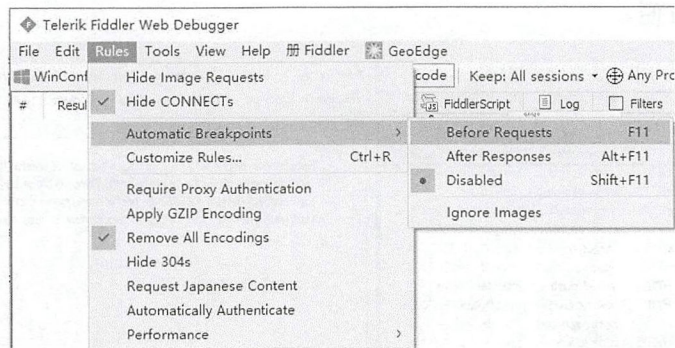 Telerik Fiddler Web Debugger
File Edit Rules Tools View Help 册 Fiddler GeoEdge
WinConf Hide Image Requests code Keep: All sessions Any Pro
# Resul Hide CONNECTs FiddlerScript Log Filters
Automatic Breakpoints > Before Requests F11
Customize Rules... Ctrl+R After Responses Alt+F11
Require Proxy Authentication Disabled Shift+F11
Apply GZIP Encoding Ignore Images
Remove All Encodings
Hide 304s
Request Japanese Content
Automatically Authenticate
Performance >